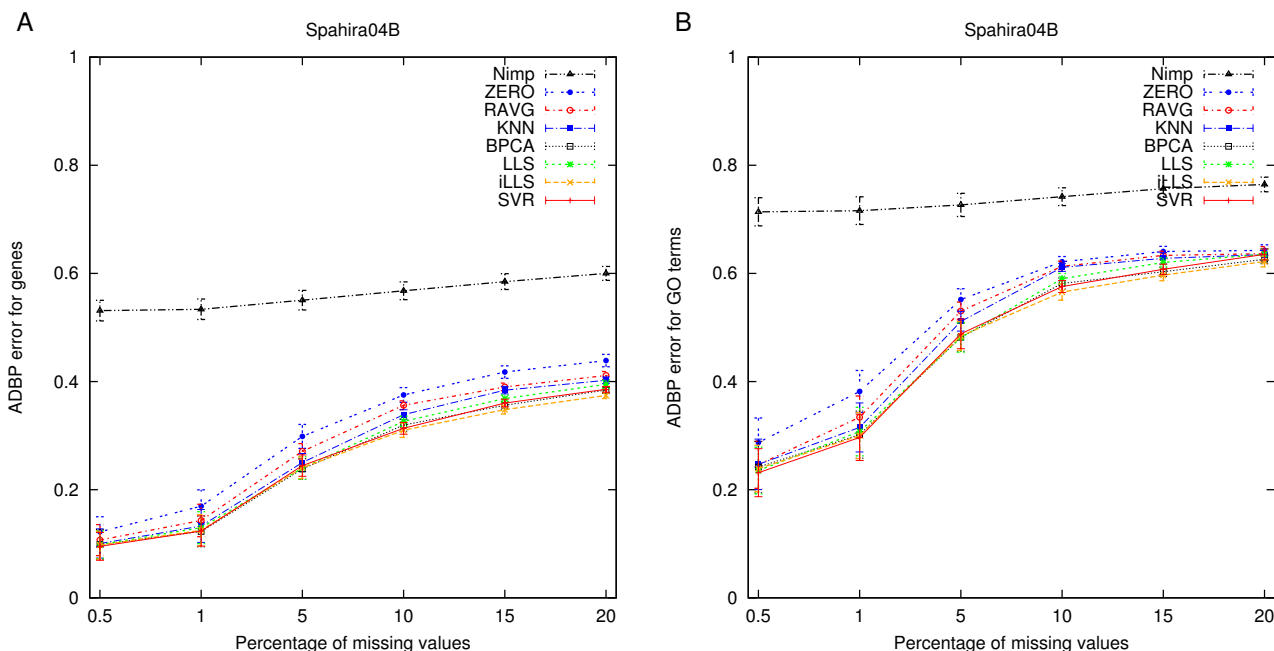 A
Spahira04B
1
0.8
0.6
0.4
0.2
0
ADBP error for genes
Nimp
ZERO
RAVG
KNN
BPCA
LLS
iLLS
SVR
0.5 1 5 10 15 20
Percentage of missing values
B
Spahira04B
1
0.8
0.6
0.4
0.2
0
ADBP error for GO terms
Nimp
ZERO
RAVG
KNN
BPCA
LLS
iLLS
SVR
0.5 1 5 10 15 20
Percentage of missing values